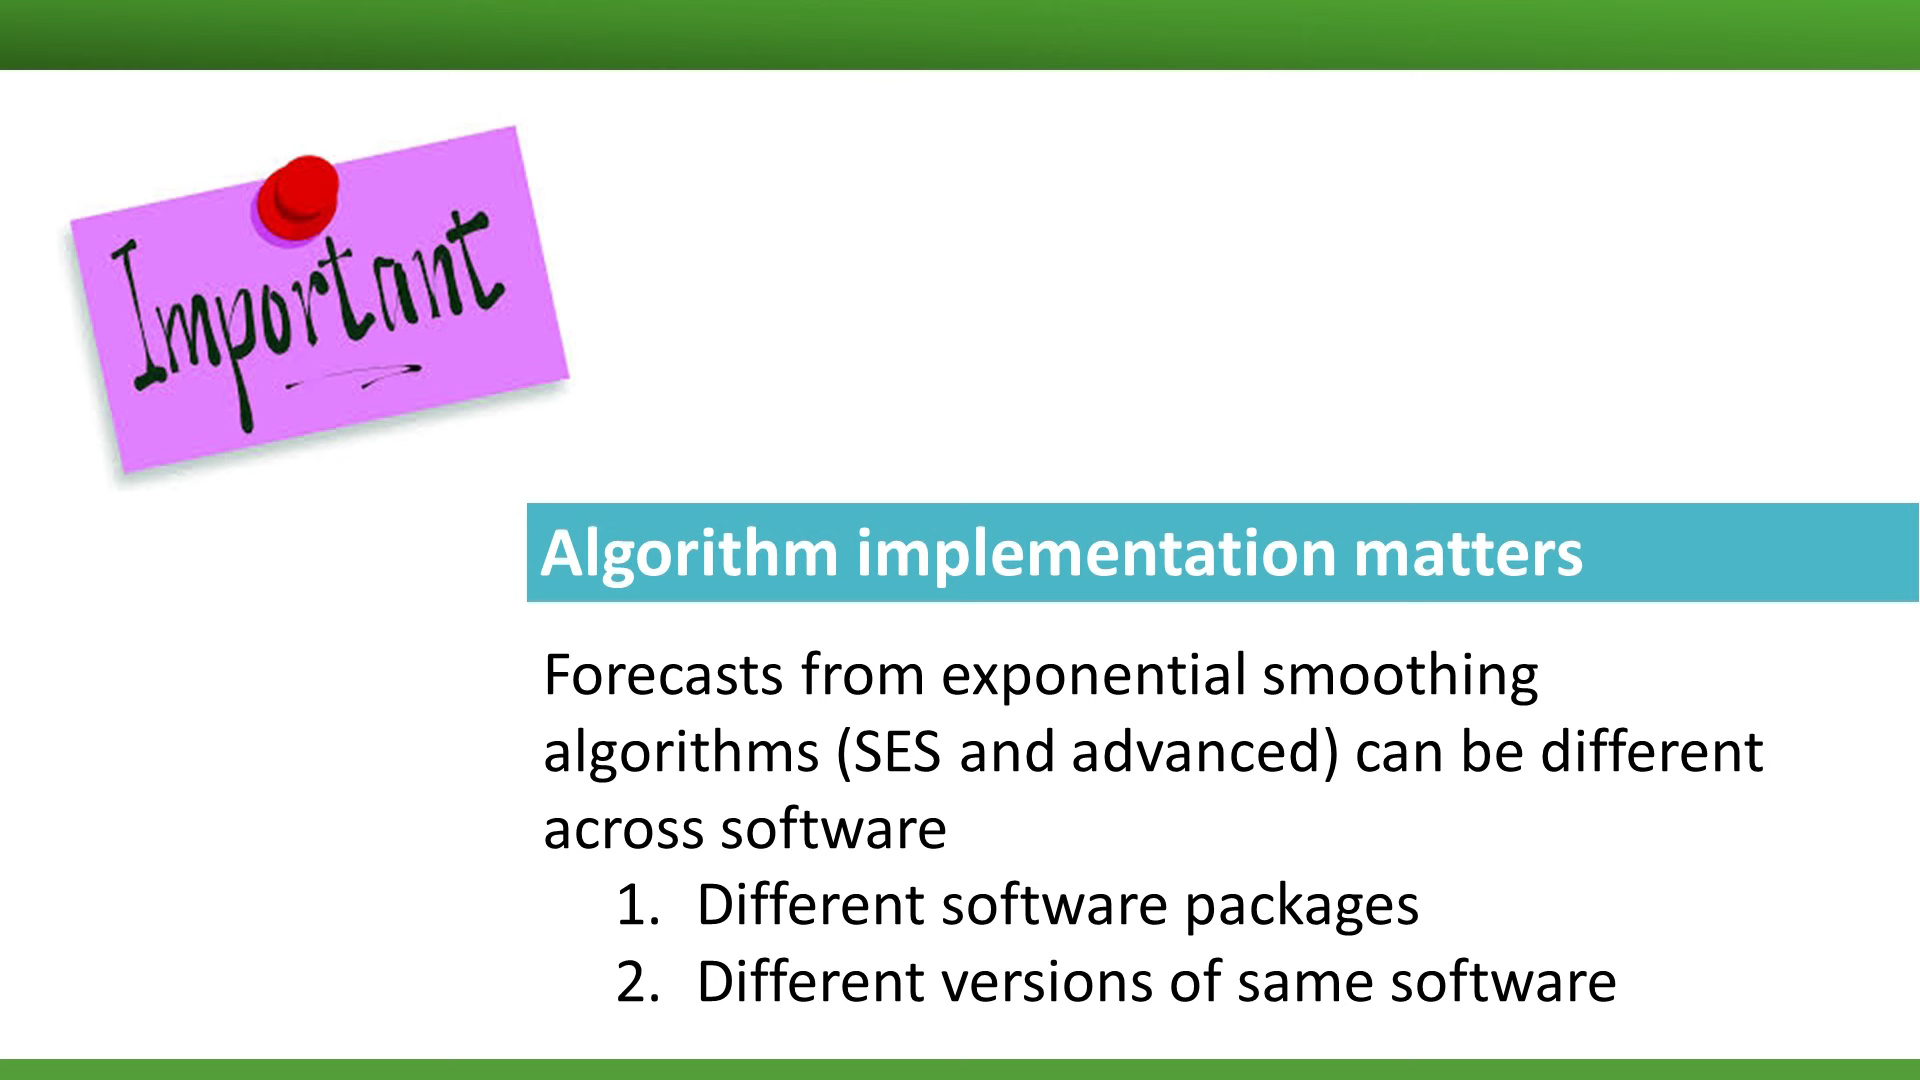 Important
Algorithm implementation matters
Forecasts from exponential smoothing
algorithms (SES and advanced) can be different
across software
1. Different software packages
2. Different versions of same software